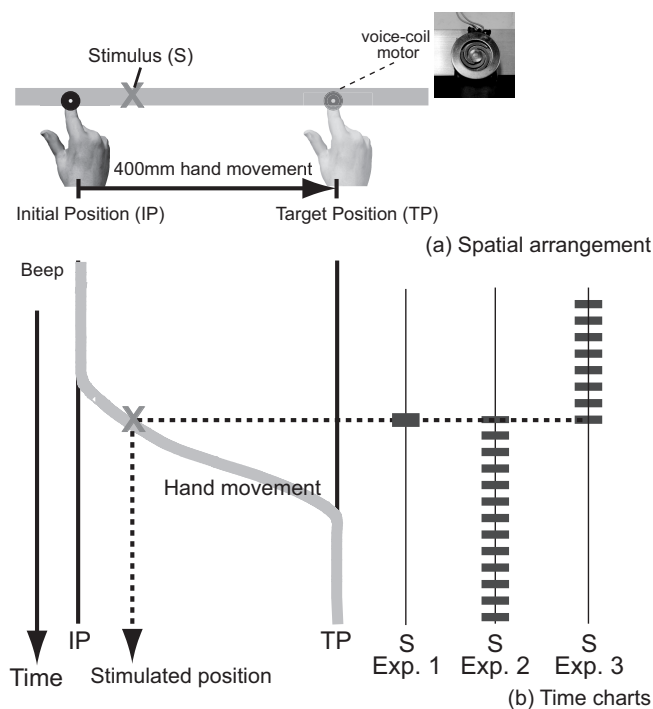 Stimulus (S)
voice-coil
motor
400mm hand movement
Initial Position (IP)
Target Position (TP)
(a) Spatial arrangement
Beep
X
Hand movement
IP
TP
S
S
S
Time
Stimulated position
Exp. 1
Exp. 2
Exp. 3
(b) Time charts